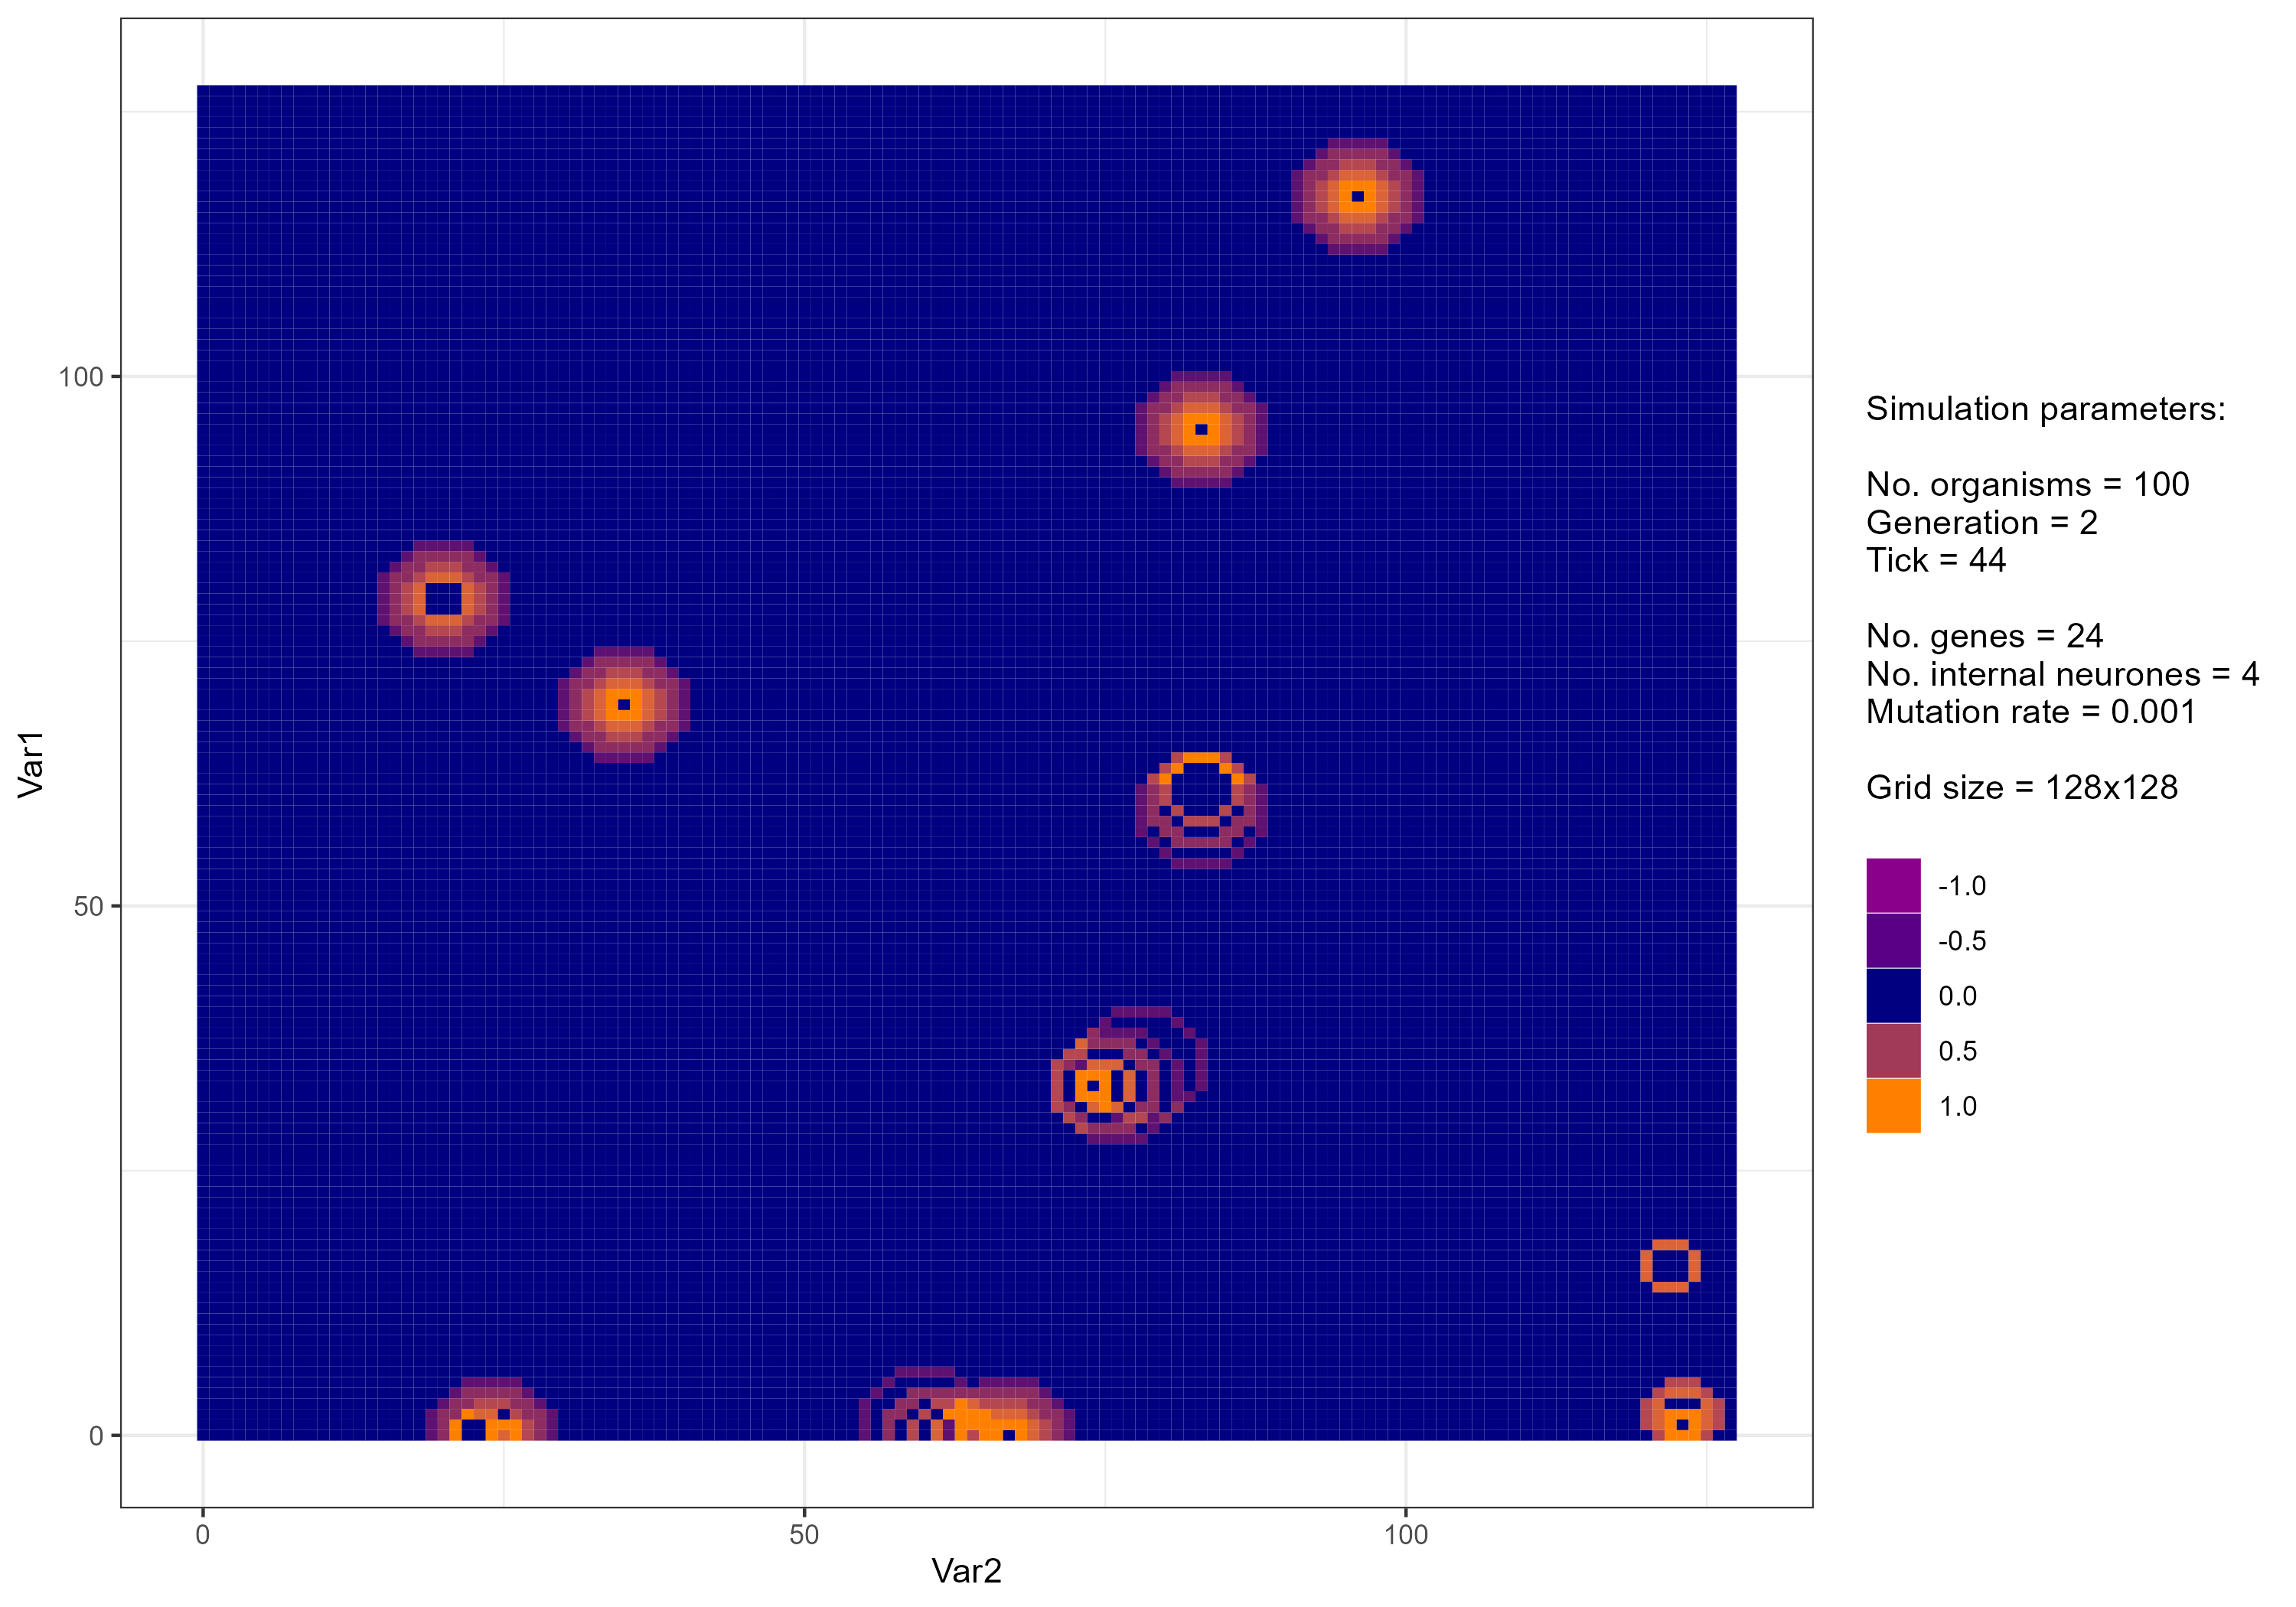 100
50
0
Var1
0
50
100
Var2
Simulation parameters:
No. organisms = 100
Generation = 2
Tick = 44
No. genes = 24
No. internal neurones = 4
Mutation rate = 0.001
Grid size = 128x128
-1.0
-0.5
0.0
0.5
1.0